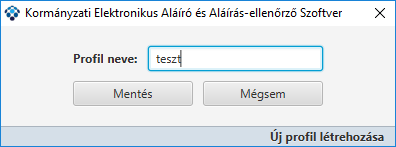 Kormányzati Elektronikus Aláíró és Aláírás-ellenőrző Szoftver
Profil neve: teszt
Mentés Mégsem
Új profil létrehozása